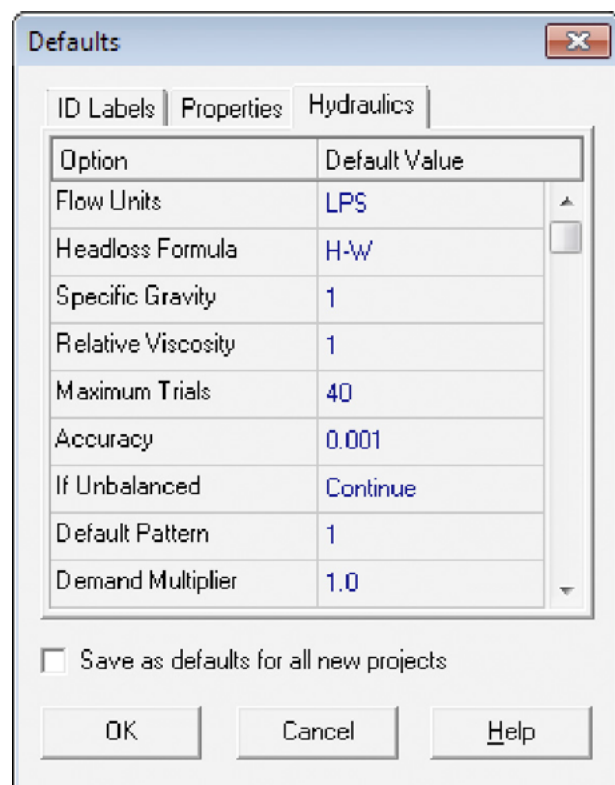 Defaults
ID Labels Properties Hydraulics
Option Default Value
Flow Units LPS
Headloss Formula H-W
Specific Gravity 1
Relative Viscosity 1
Maximum Trials 40
Accuracy 0.001
If Unbalanced Continue
Default Pattern 1
Demand Multiplier 1.0
Save as defaults for all new projects
OK Cancel Help